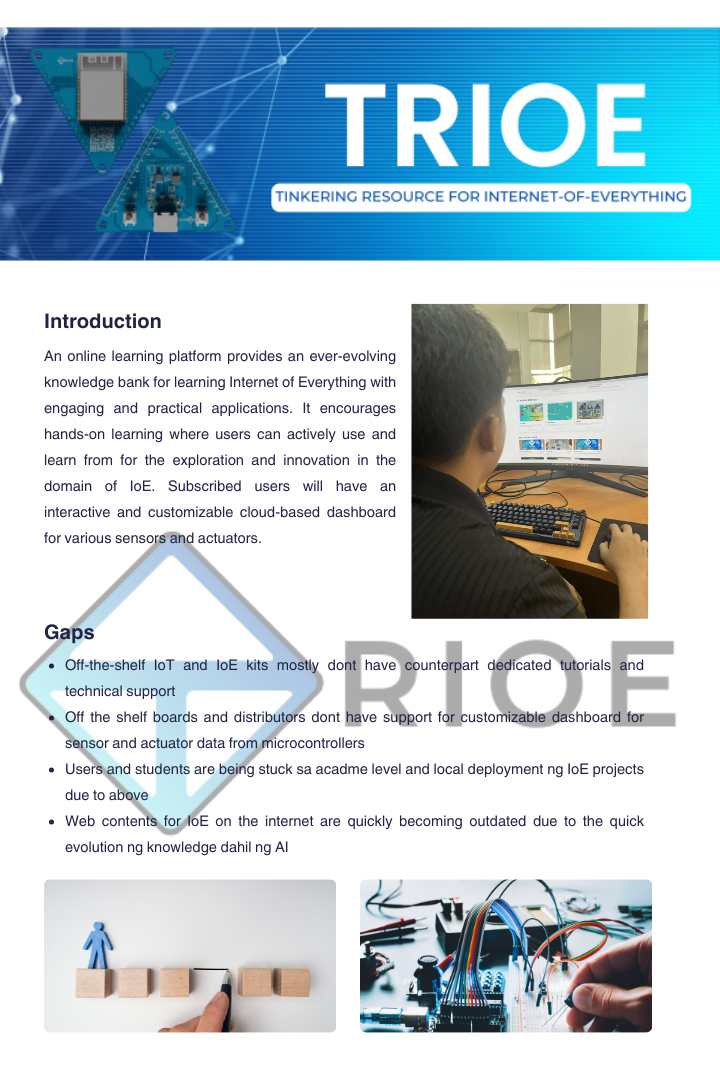 TRIOE
TINKERING RESOURCE FOR INTERNET-OF-EVERYTHING
Introduction
An online learning platform provides an ever-evolving
knowledge bank for learning Internet of Everything with
engaging and practical applications. It encourages
hands-on learning where users can actively use and
learn from for the exploration and innovation in the
domain of IoE. Subscribed users will have an
interactive and customizable cloud-based dashboard
for various sensors and actuators.
Gaps
RIOE
• Off-the-shelf IoT and IoE kits mostly dont have counterpart dedicated tutorials and
technical support
• Off the shelf boards and distributors dont have support for customizable dashboard for
sensor and actuator data from microcontrollers
• Users and students are being stuck sa acadme level and local deployment ng IoE projects
due to above
• Web contents for IoE on the internet are quickly becoming outdated due to the quick
evolution ng knowledge dahil ng AI